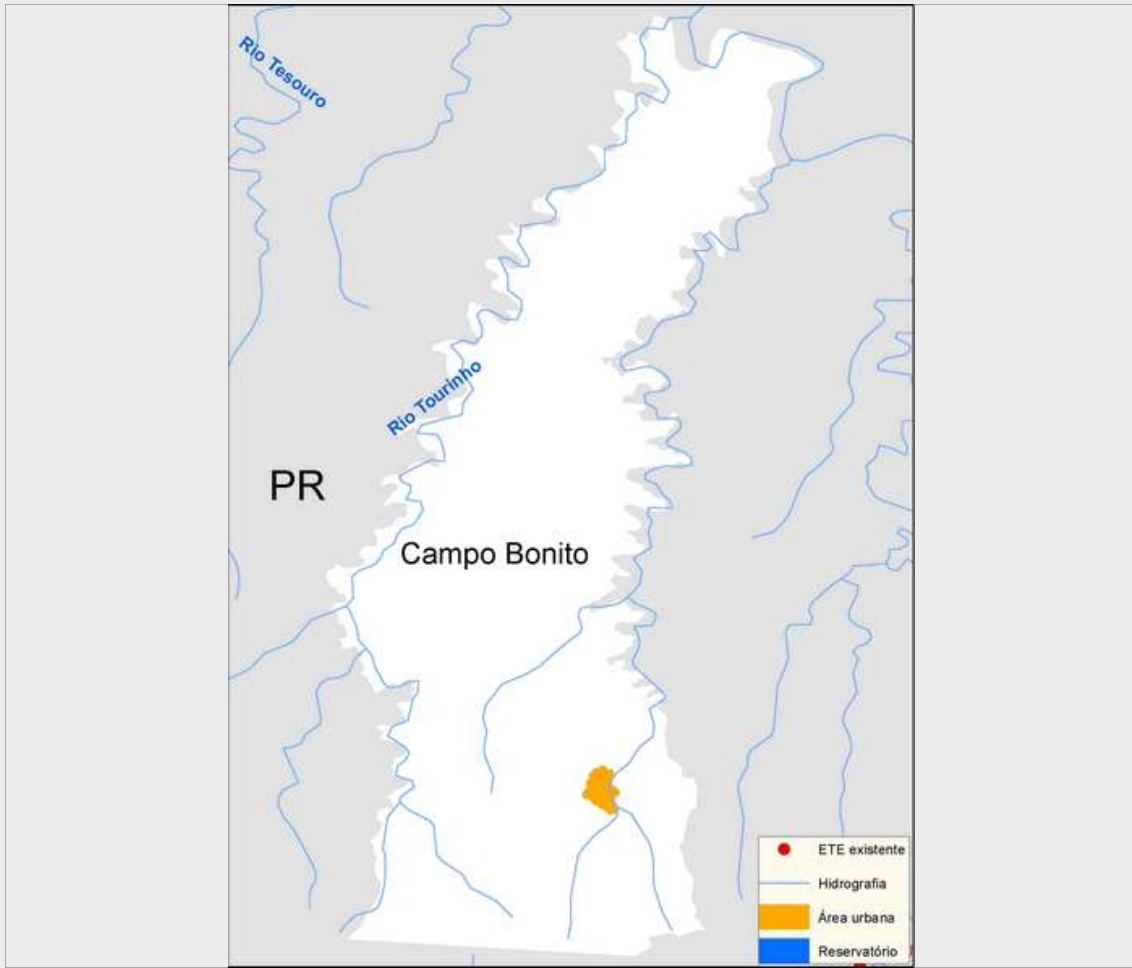 Rio Tesouro
Rio Tourinho
PR
Campo Bonito
ETE existente
Hidrografia
Área urbana
Reservatório